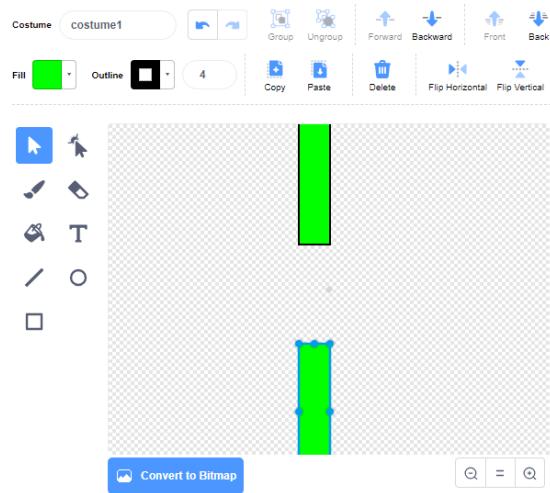 Costume costume1
Group Ungroup Forward Backward Front Back
Fill Outline 4
Copy Paste Delete Flip Horizontal Flip Vertical
T
Convert to Bitmap